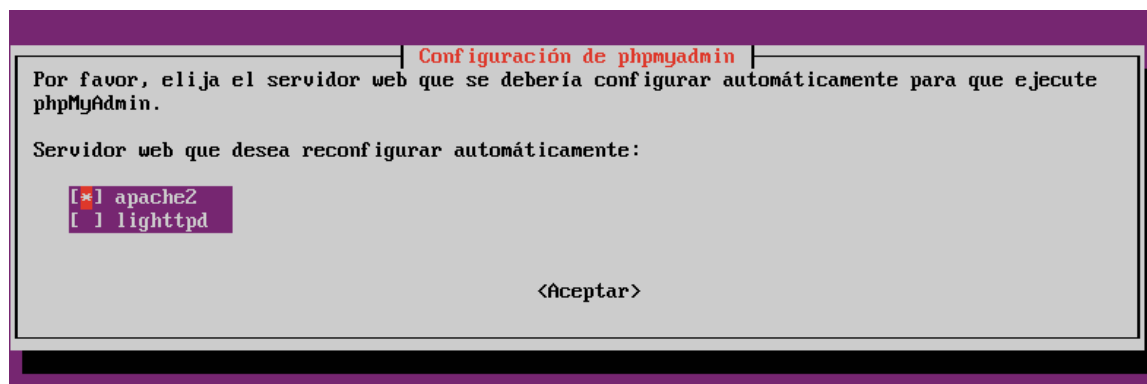 Configuración de phpmyadmin
Por favor, elija el servidor web que se debería configurar automáticamente para que ejecute
phpMyAdmin.
Servidor web que desea reconfigurar automáticamente:
[*] apache2
[ ] lighttpd
<Aceptar>